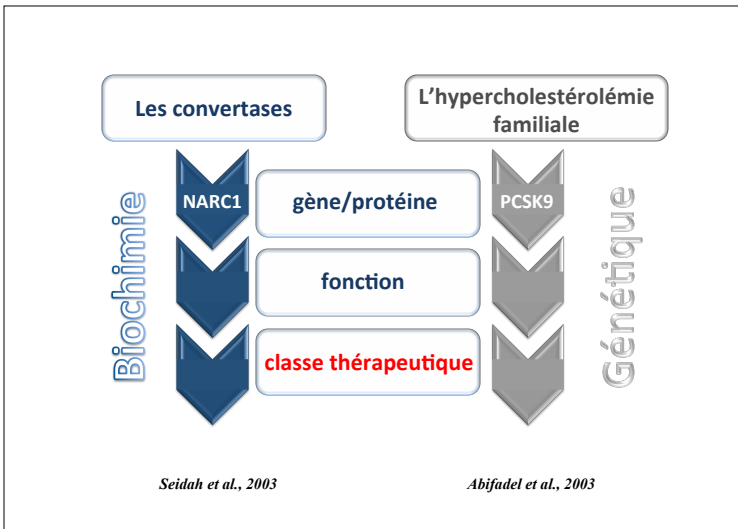 Les convertases
L'hypercholestérolémie
familiale
Biochimie
NARC1
gène/protéine
PCSK9
Génétique
fonction
classe thérapeutique
Seidah et al., 2003
Abifadel et al., 2003